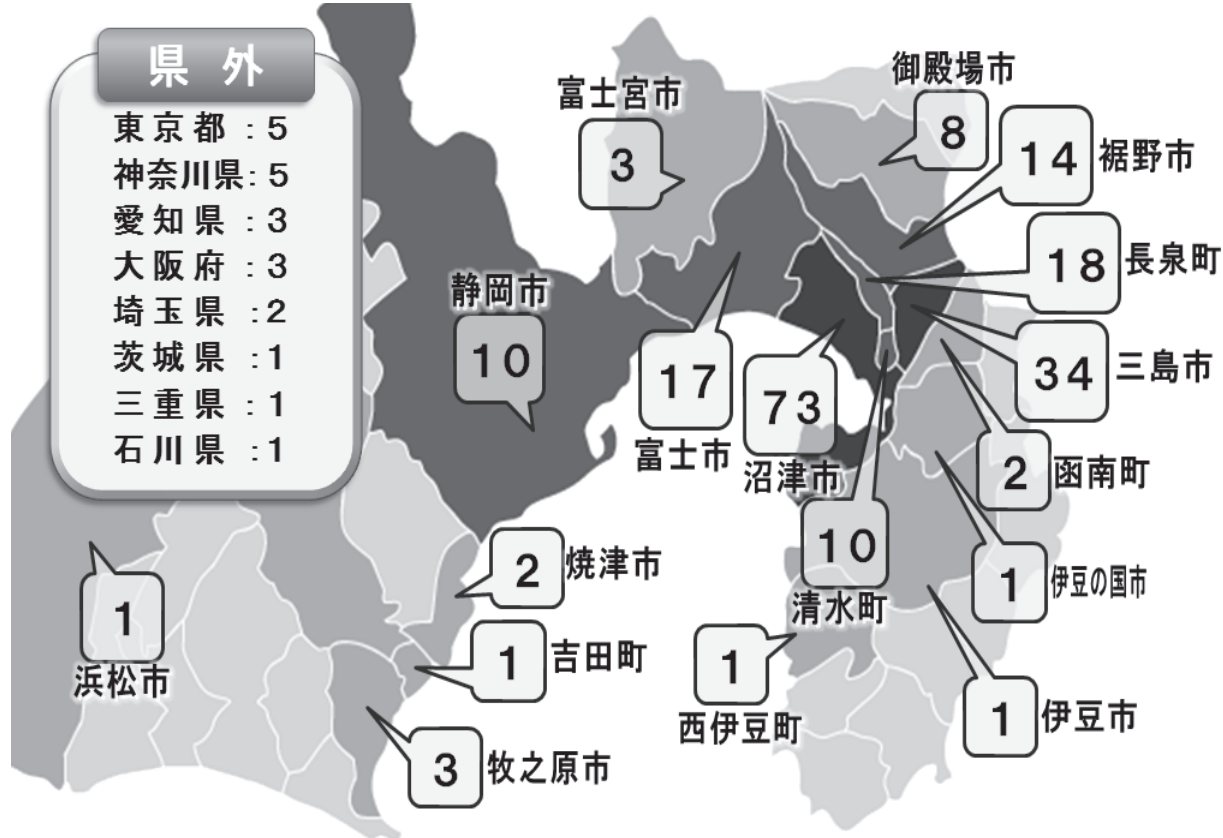 県 外
東京都 : 5
神奈川県: 5
愛知県 : 3
大阪府 : 3
埼玉県 : 2
茨城県 : 1
三重県 : 1
石川県 : 1
御殿場市
8
富士宮市
3
14
裾野市
18
長泉町
静岡市
10
34
三島市
17
富士市
73
沼津市
2
函南町
10
清水町
2
焼津市
1
伊豆の国市
1
浜松市
1
吉田町
1
西伊豆町
1
伊豆市
3
牧之原市